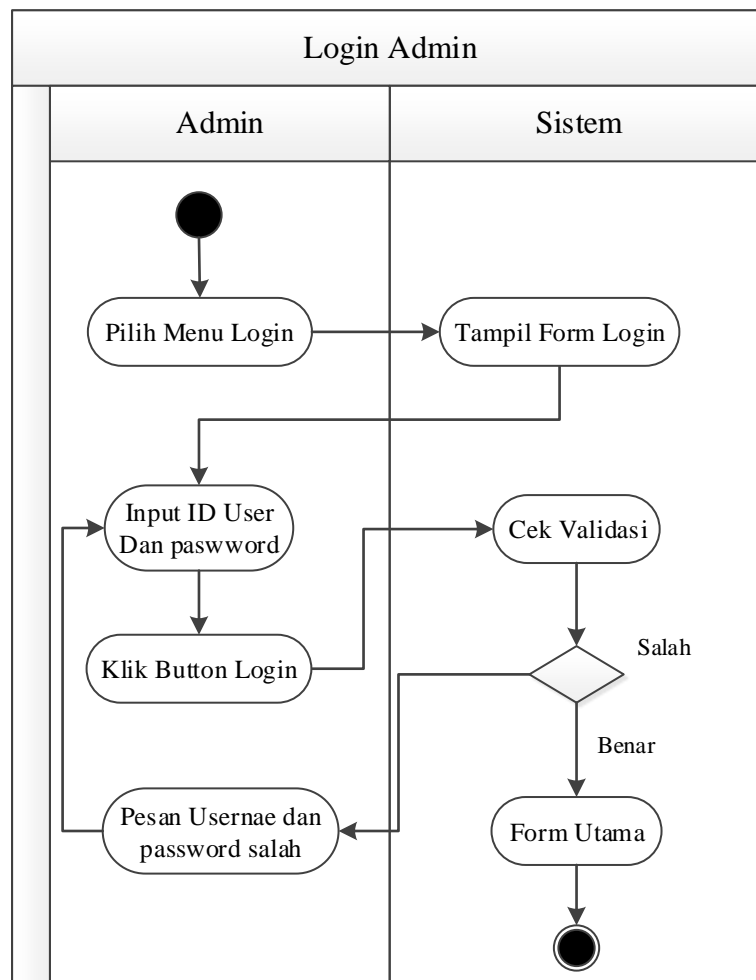 Login Admin
Admin
Sistem
Pilih Menu Login
Tampil Form Login
Input ID User
Dan paswword
Cek Validasi
Klik Button Login
Salah
Benar
Pesan Usernae dan
password salah
Form Utama